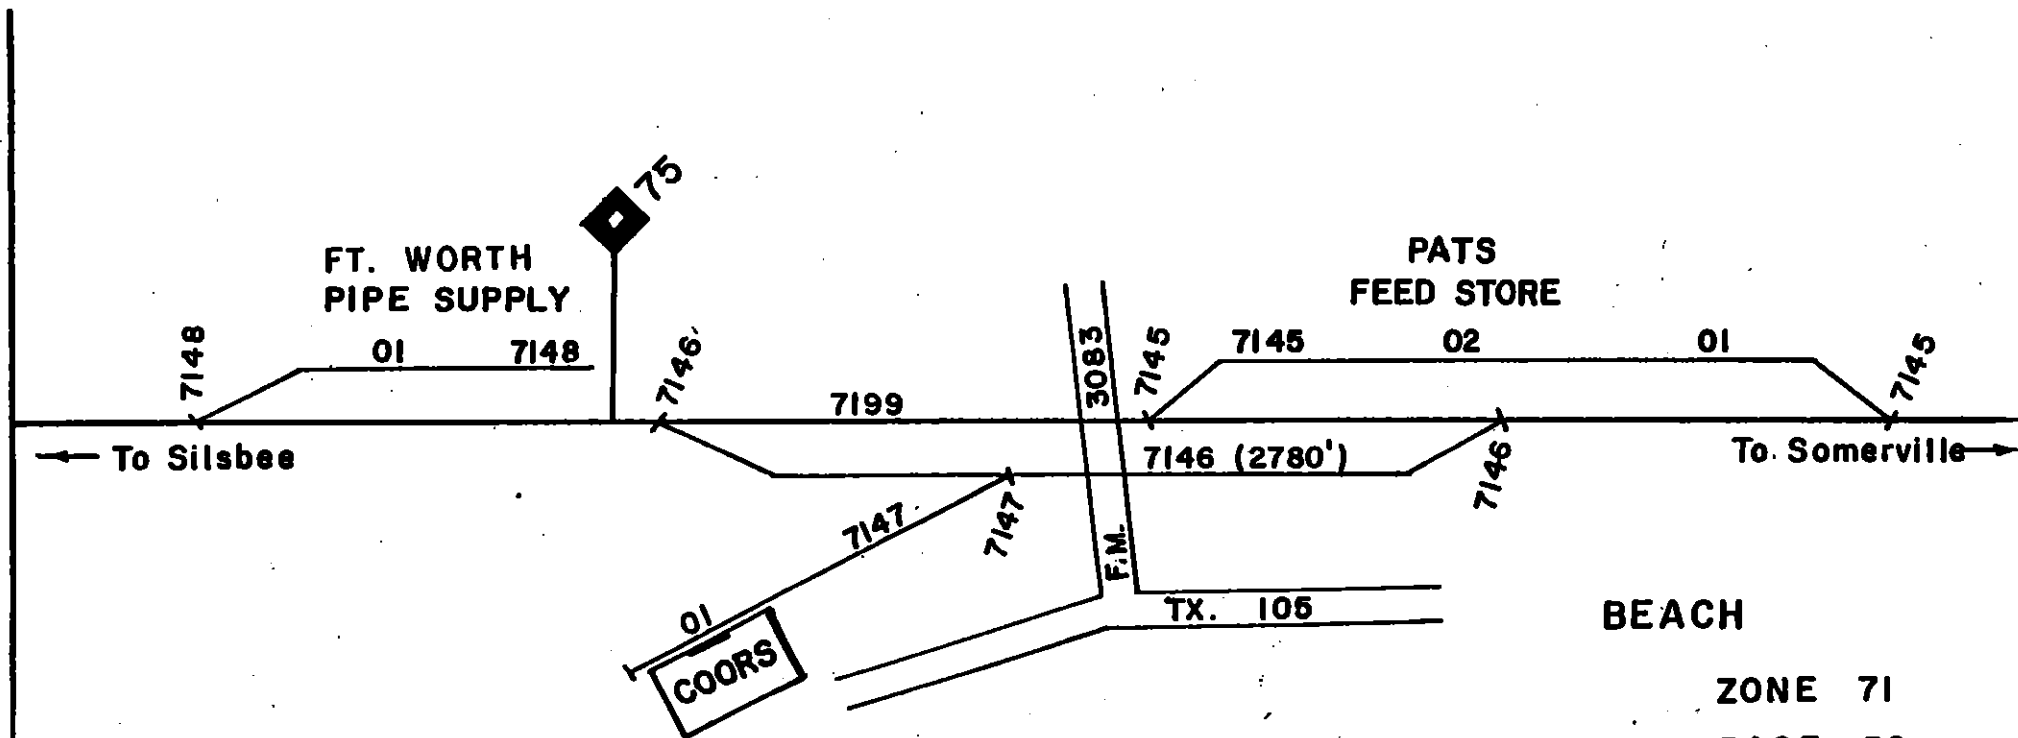 75
FT. WORTH
PIPE SUPPLY
PATS
FEED STORE
7148
01 7148
7146
7199
3083
7145
7145 02 01
7145
To Silsbee
7146 (2780')
7146
To Somerville
7147
7147
F.M.
01
COORS
TX. 105
BEACH
ZONE 71